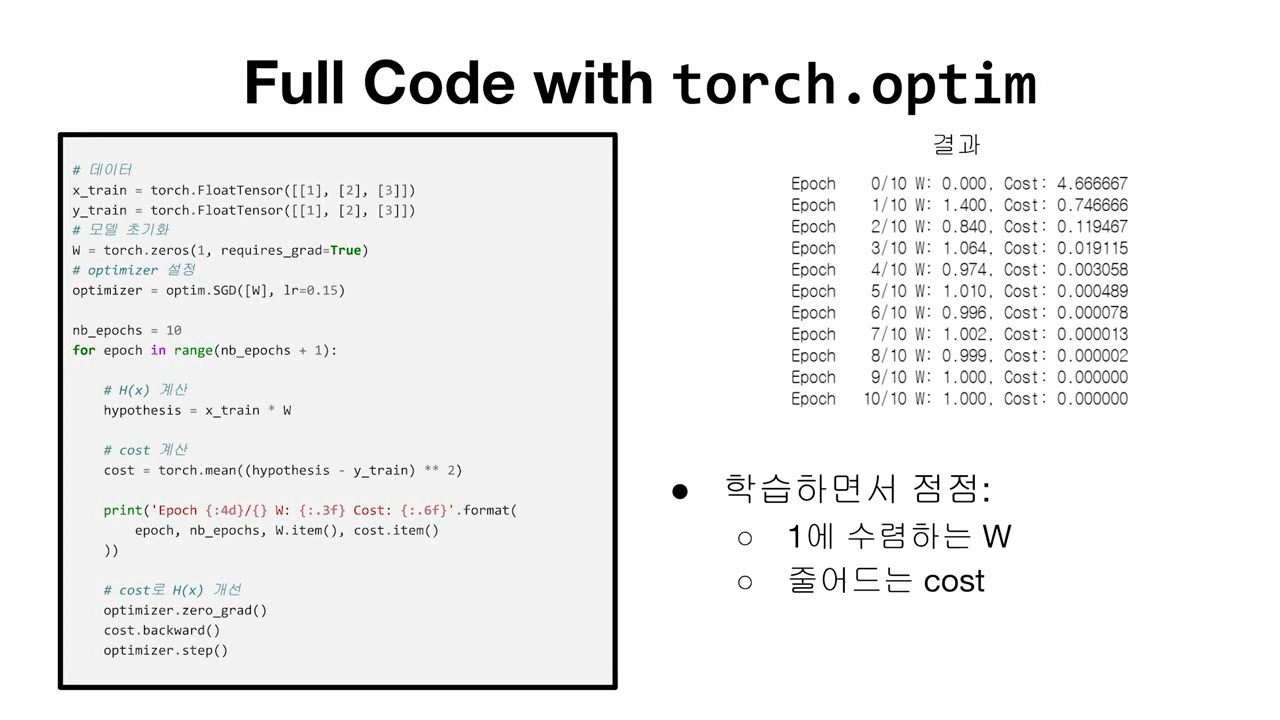 Full Code with torch.optim
# 데이터
x_train = torch.FloatTensor([[1], [2], [3]])
y_train = torch.FloatTensor([[1], [2], [3]])
# 모델 초기화
W = torch.zeros(1, requires_grad=True)
# optimizer 설정
optimizer = optim.SGD([W], lr=0.15)
nb_epochs = 10
for epoch in range(nb_epochs + 1):
# H(x) 계산
hypothesis = x_train * W
# cost 계산
cost = torch.mean((hypothesis - y_train) ** 2)
print('Epoch {:4d}/{} W: {:.3f} Cost: {:.6f}'.format(
epoch, nb_epochs, W.item(), cost.item()
))
# cost로 H(x) 개선
optimizer.zero_grad()
cost.backward()
optimizer.step()
결과
Epoch 0/10 W: 0.000, Cost: 4.666667
Epoch 1/10 W: 1.400, Cost: 0.746666
Epoch 2/10 W: 0.840, Cost: 0.119467
Epoch 3/10 W: 1.064, Cost: 0.019115
Epoch 4/10 W: 0.974, Cost: 0.003058
Epoch 5/10 W: 1.010, Cost: 0.000489
Epoch 6/10 W: 0.996, Cost: 0.000078
Epoch 7/10 W: 1.002, Cost: 0.000013
Epoch 8/10 W: 0.999, Cost: 0.000002
Epoch 9/10 W: 1.000, Cost: 0.000000
Epoch 10/10 W: 1.000, Cost: 0.000000
● 학습하면서 점점:
○ 1에 수렴하는 W
○ 줄어드는 cost